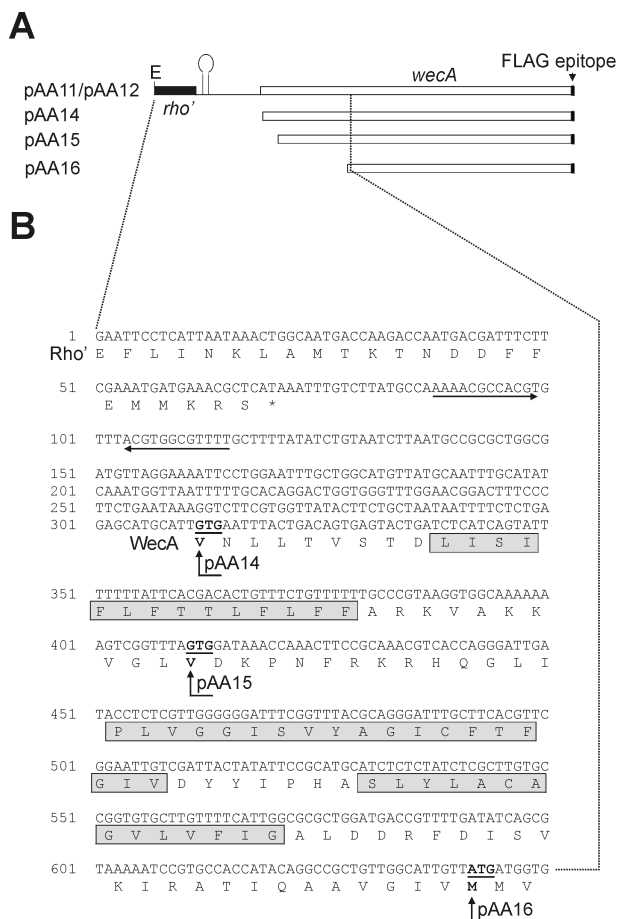 A
E
FLAG epitope
wecA
pAA11/pAA12
rho’
pAA14
pAA15
pAA16
B
1 GAATTCCTCATTAATAAACTGGCAATGACCAAGACCAATGACGATTTCTT
Rho’ E F L I N K L A M T K T N D D F F
51 CGAAATGATGAAACGCTCATAAATTTGTCTTATGCCAAAAACGCCACGTG
E M M K R S *
101 TTTACGTGGCGTTTTGCTTTTATATCTGTAATCTTAATGCCGCGCTGGCG
151 ATGTTAGGAAAATTCCTGGAATTTGCTGGCATGTTATGCAATTTGCATAT
201 CAAATGGTTAATTTTTGCACAGGACTGGTGGGTTTGGAACGGACTTTCCC
251 TTCTGAATAAAGGTCTTCGTGGTTATACTTCTGCTAATAATTTTCTCTGA
301 GAGCATGCATTGTGAATTTACTGACAGTGAGTACTGATCTCATCAGTATT
WecA V N L L T V S T D L I S I
pAA14
351 TTTTTATTCACGACACTGTTTCTGTTTTTTGCCCGTAAGGTGGCAAAAAA
F L F T T L F L F F A R K V A K K
401 AGTCGGTTTAGTGGATAAACCAAACTTCCGCAAACGTCACCAGGGATTGA
V G L V D K P N F R K R H Q G L I
pAA15
451 TACCTCTCGTTGGGGGGATTTCGGTTTACGCAGGGATTTGCTTCACGTTC
P L V G G I S V Y A G I C F T F
501 GGAATTGTCGATTACTATATTCCGCATGCATCTCTCTATCTCGCTTGTGC
G I V D Y Y I P H A S L Y L A C A
551 CGGTGTGCTTGTTTTCATTGGCGCGCTGGATGACCGTTTTGATATCAGCG
G V L V F I G A L D D R F D I S V
601 TAAAAATCCGTGCCACCATACAGGCCGCTGTTGGCATTGTTATGATGGTG
K I R A T I Q A A V G I V M M V
pAA16